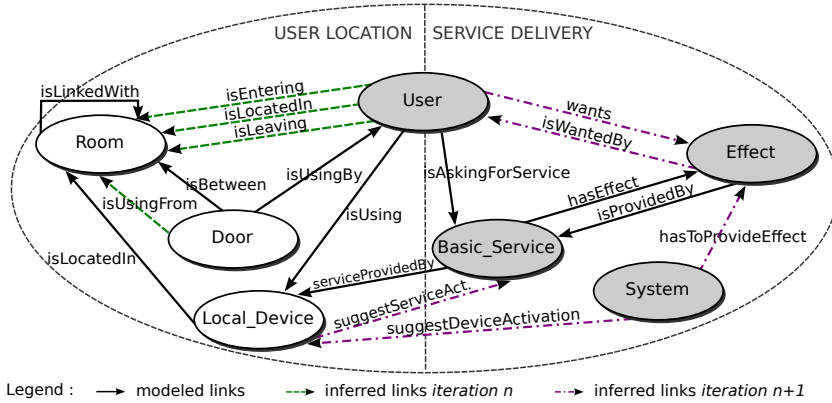 USER LOCATION
SERVICE DELIVERY
isLinkedWith
isEntering
User
wants
isLocatedIn
isWantedBy
isLeaving
Room
Effect
isUsingBy
isAskingForService
isBetween
hasEffect
isUsingFrom
isProvidedBy
isUsing
Door
Basic_Service
hasToProvideEffect
isLocatedIn
serviceProvidedBy
System
suggestServiceAct.
Local_Device
suggestDeviceActivation
Legend : modeled links inferred links iteration n inferred links iteration n+1